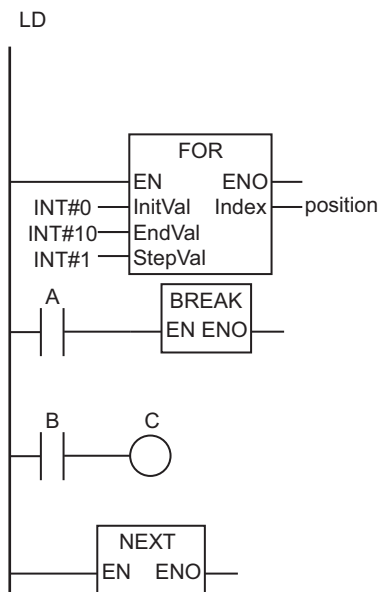 LD
FOR
EN ENO
INT#0 InitVal Index position
INT#10 EndVal
INT#1 StepVal
A
BREAK
EN ENO
B C
NEXT
EN ENO